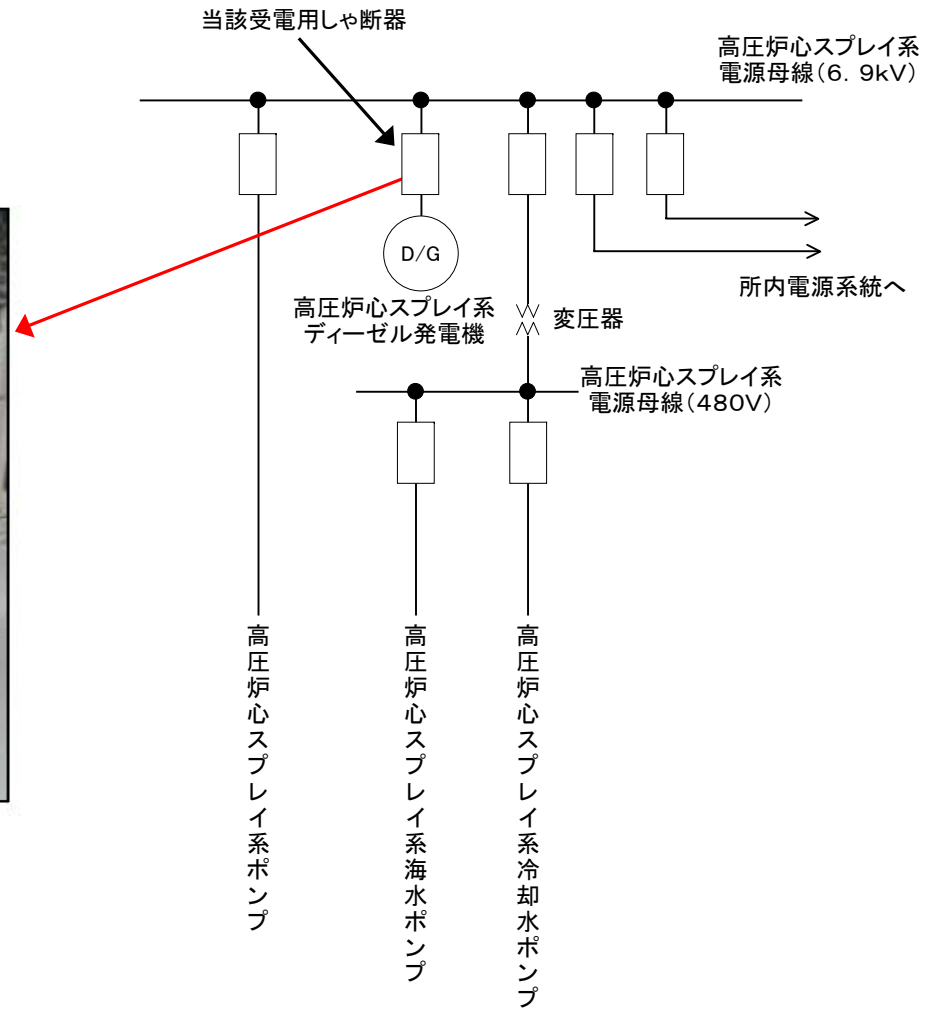 当該受電用しゃ断器
高圧炉心スプレイ系
電源母線(6.9kV)
D/G
高圧炉心スプレイ系
ディーゼル発電機
変圧器
所内電源系統へ
高圧炉心スプレイ系
電源母線(480V)
高圧炉心スプレイ系ポンプ
高圧炉心スプレイ系海水ポンプ
高圧炉心スプレイ系冷却水ポンプ